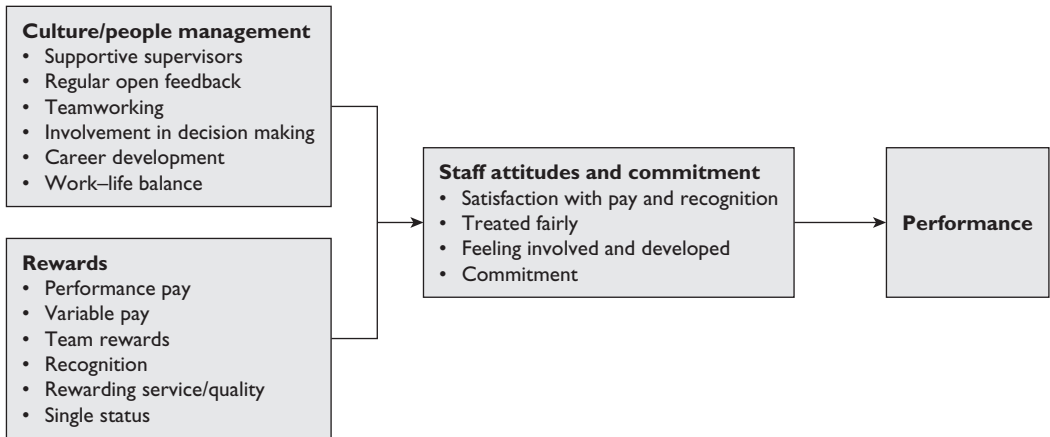 Culture/people management
• Supportive supervisors
• Regular open feedback
• Teamworking
• Involvement in decision making
• Career development
• Work–life balance
Rewards
• Performance pay
• Variable pay
• Team rewards
• Recognition
• Rewarding service/quality
• Single status
Staff attitudes and commitment
• Satisfaction with pay and recognition
• Treated fairly
• Feeling involved and developed
• Commitment
Performance